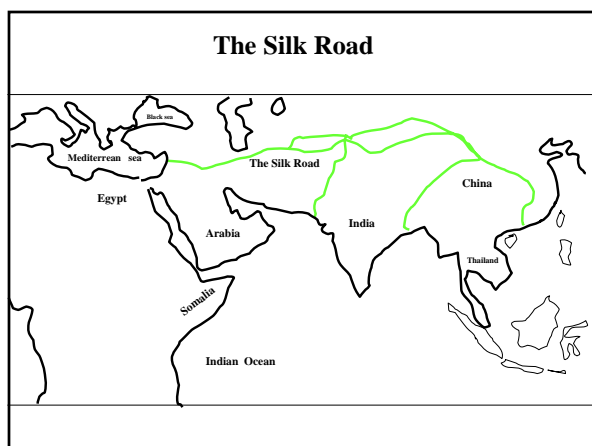 The Silk Road
Black sea
Mediterrean sea
The Silk Road
China
Egypt
India
Arabia
Thailand
Somalia
Indian Ocean